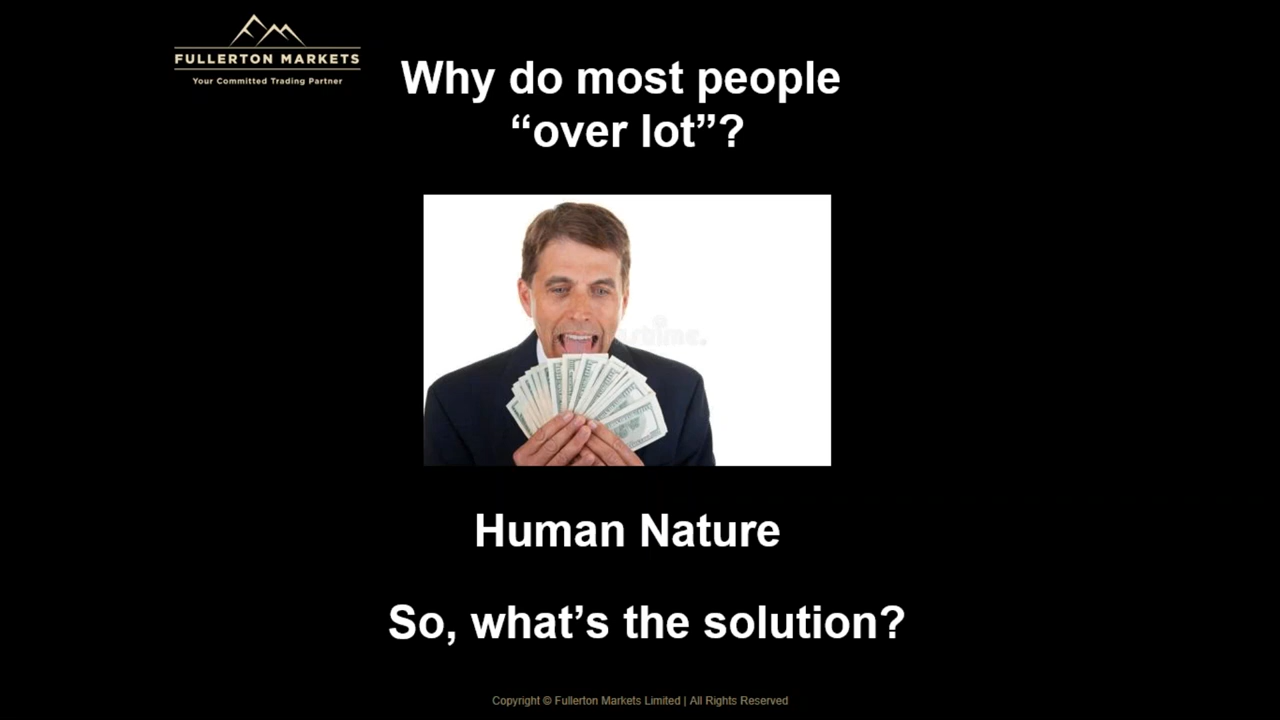 FULLERTON MARKETS
Your Committed Trading Partner
Why do most people
“over lot”?
Human Nature
So, what’s the solution?
Copyright © Fullerton Markets Limited | All Rights Reserved